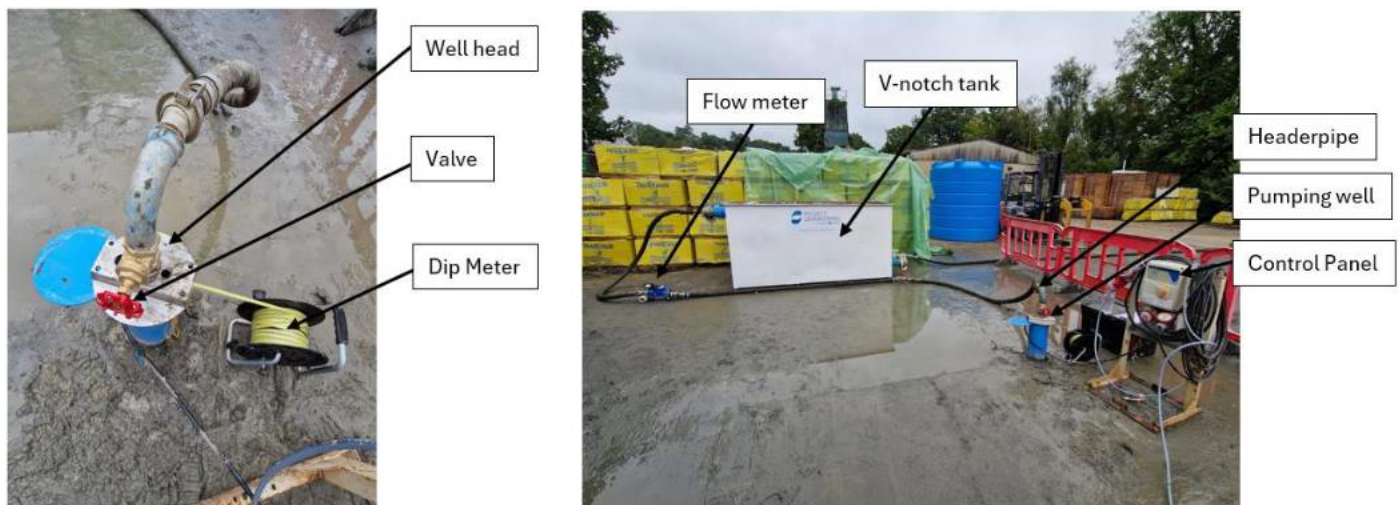 Well head
Valve
Dip Meter
Flow meter
V-notch tank
Headerpipe
Pumping well
Control Panel